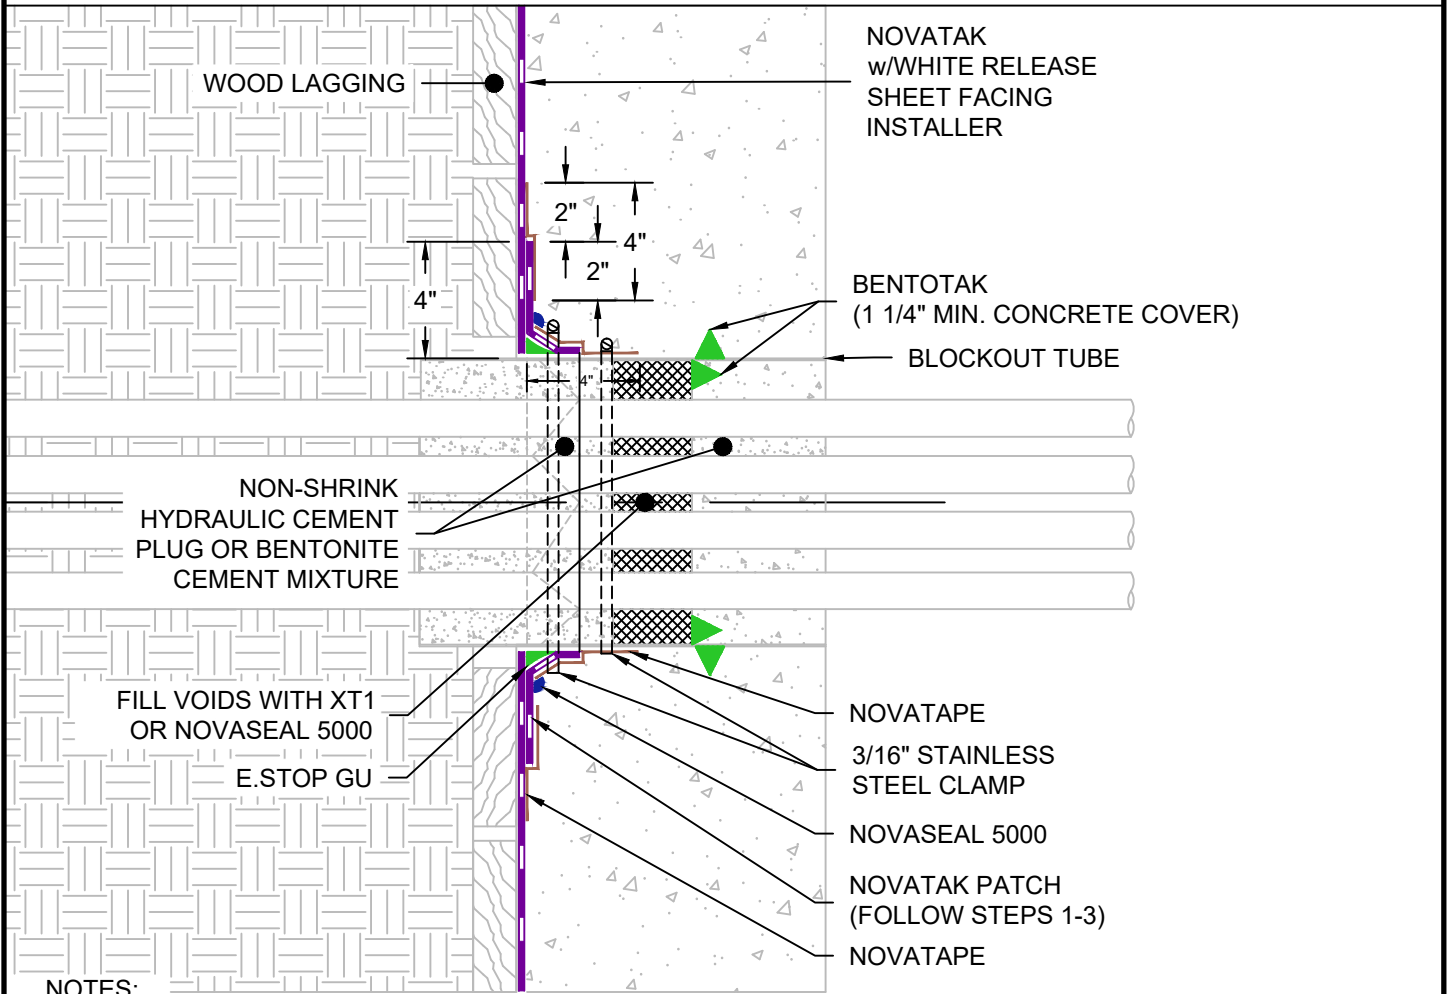 WOOD LAGGING
NOVATAK
w/WHITE RELEASE
SHEET FACING
INSTALLER
2"
4"
2"
4"
BENTOTAK
(1 1/4" MIN. CONCRETE COVER)
BLOCKOUT TUBE
4"
NON-SHRINK
HYDRAULIC CEMENT
PLUG OR BENTONITE
CEMENT MIXTURE
FILL VOIDS WITH XT1
OR NOVASEAL 5000
E.STOP GU
NOVATAPE
3/16" STAINLESS
STEEL CLAMP
NOVASEAL 5000
NOVATAK PATCH
(FOLLOW STEPS 1-3)
NOVATAPE
NOTES: